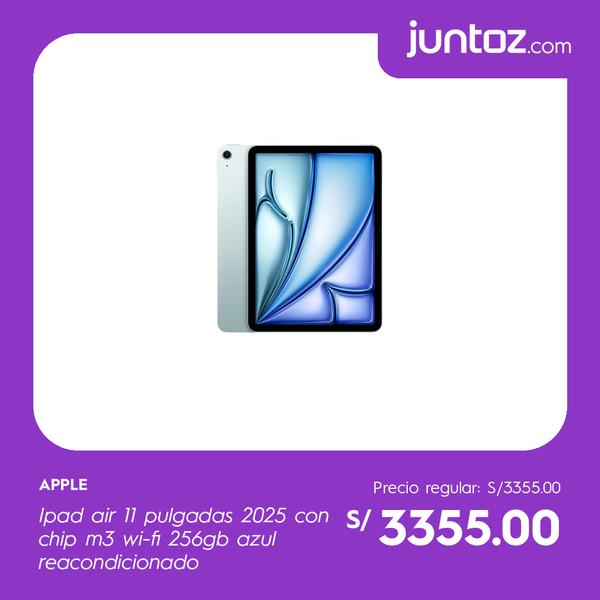 juntoz.com
APPLE
Ipad air 11 pulgadas 2025 con
chip m3 wi-fi 256gb azul
reacondicionado
Precio regular: S/3355.00
S/ 3355.00